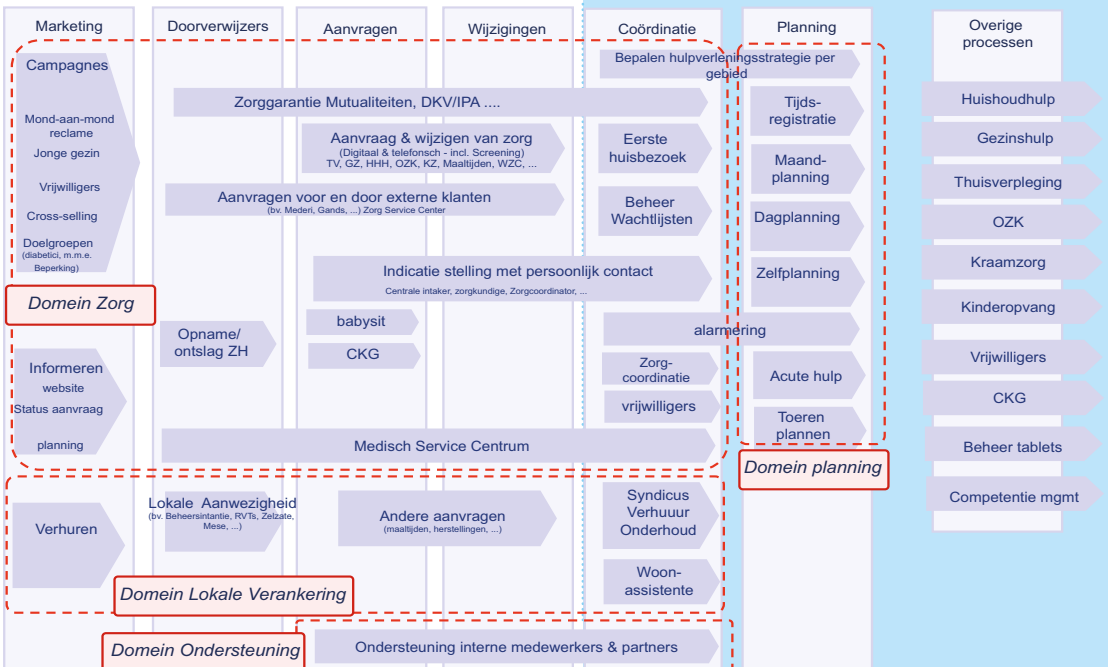 Marketing
Doorverwijzers
Aanvragen
Wijzigingen
Coördinatie
Planning
Overige
processen
Campagnes
Mond-aan-mond
reclame
Jonge gezin
Vrijwilligers
Cross-selling
Doelgroepen
(diabetici, m.m.e.
Beperking)
Domein Zorg
Informeren
website
Status aanvraag
planning
Zorggarantie Mutualiteiten, DKV/IPA ....
Aanvraag & wijzigen van zorg
(Digitaal & telefonsch - incl. Screening)
TV, GZ, HHH, OZK, KZ, Maaltijden, WZC, ...
Aanvragen voor en door externe klanten
(bv. Mederi, Gands, ...) Zorg Service Center
Indicatie stelling met persoonlijk contact
Centrale intaker, zorgkundige, Zorgcoordinator, ...
Opname/
ontslag ZH
babysit
CKG
Medisch Service Centrum
Bepalen hulpverleningsstrategie per
gebied
Eerste
huisbezoek
Beheer
Wachtlijsten
alarmering
Zorg-
coordinatie
vrijwilligers
Tijds-
registratie
Maand-
planning
Dagplanning
Zelfplanning
Acute hulp
Toeren
plannen
Domein planning
Huishoudhulp
Gezinshulp
Thuisverpleging
OZK
Kraamzorg
Kinderopvang
Vrijwilligers
CKG
Beheer tablets
Competentie mgmt
Verhuren
Lokale Aanwezigheid
(bv. Beheersintantie, RVTs, Zelzate,
Mese, ...)
Andere aanvragen
(maaltijden, herstellingen, ...)
Syndicus
Verhuuur
Onderhoud
Woon-
assistente
Domein Lokale Verankering
Domein Ondersteuning
Ondersteuning interne medewerkers & partners